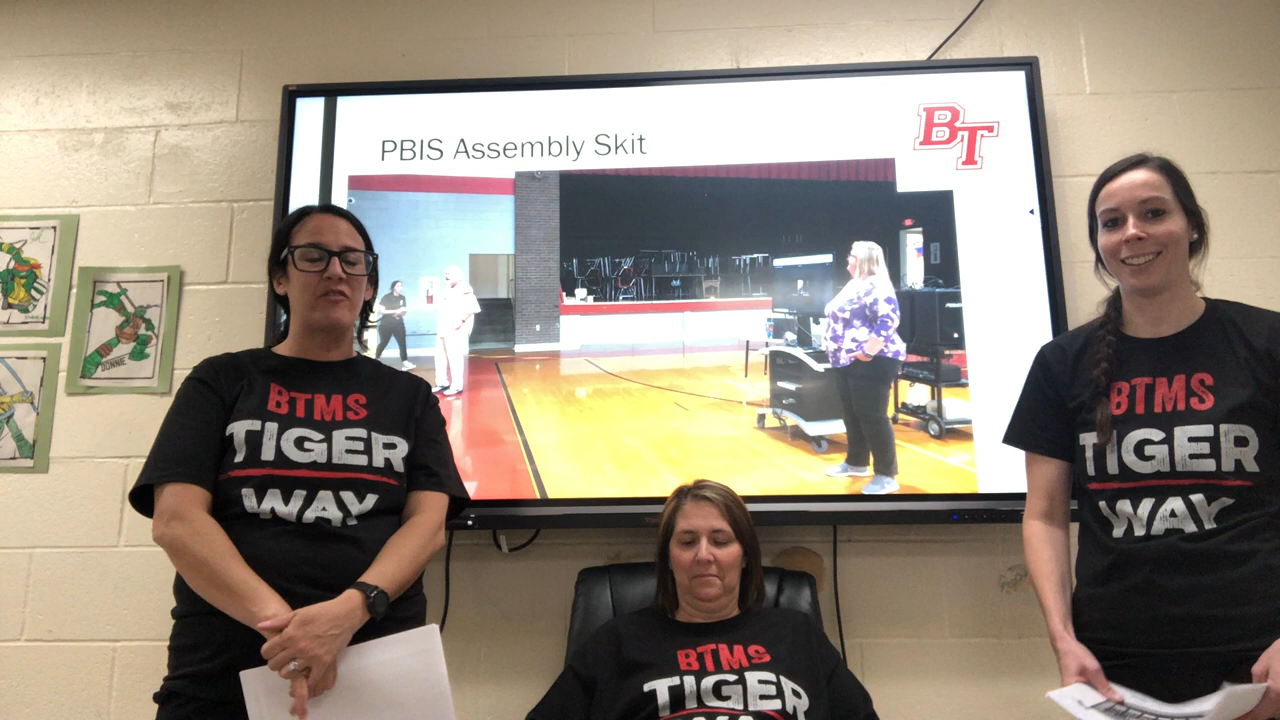 PBIS Assembly Skit
BT
DONNIE
BTMS
TIGER
WAY
BTMS
TIGER
BTMS
TIGER
WAY